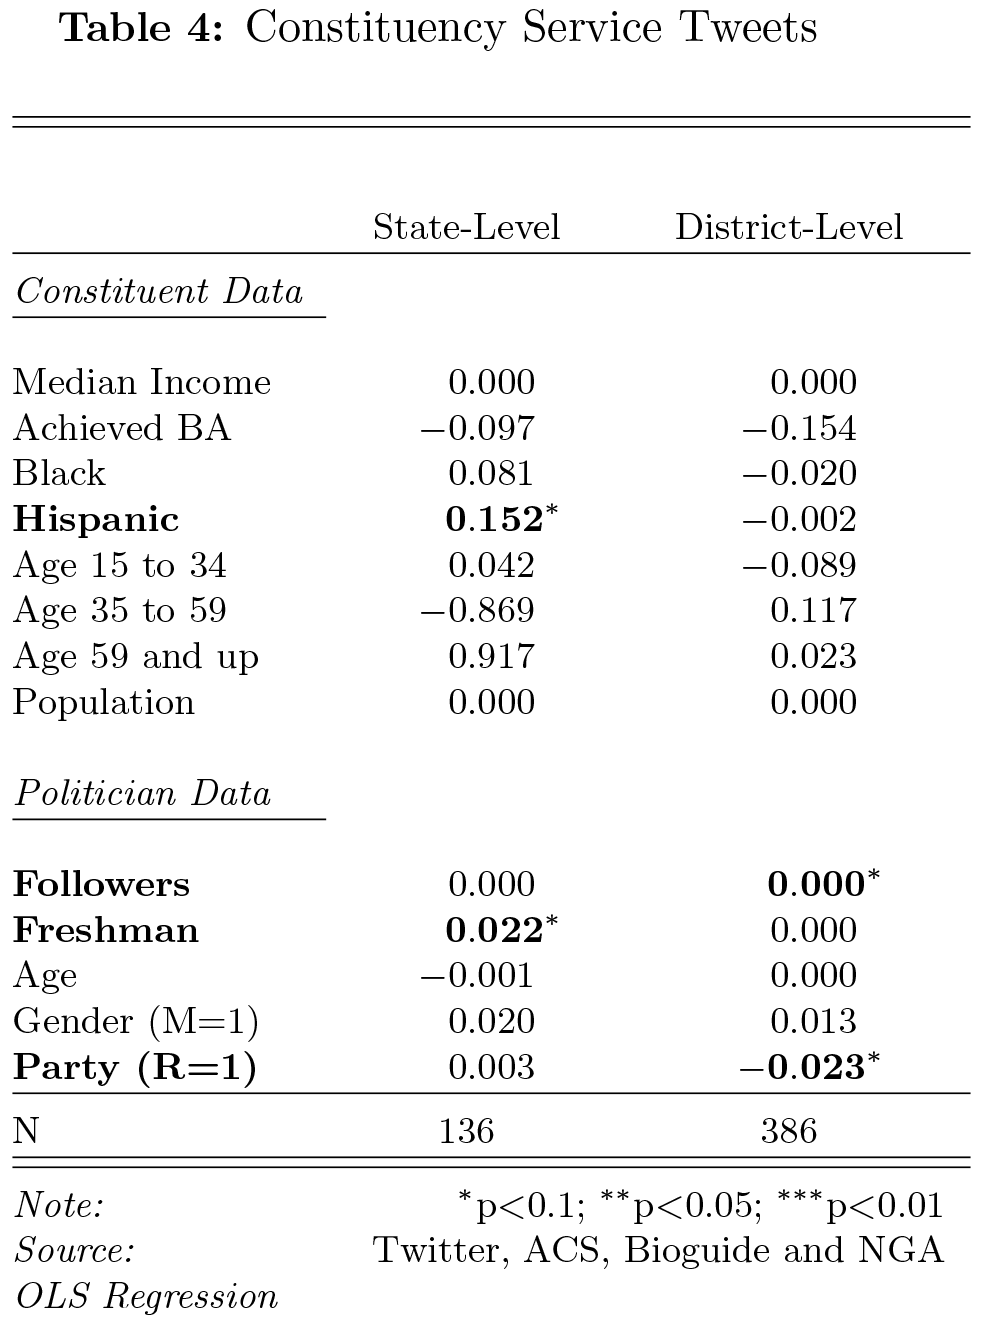 Table 4: Constituency Service Tweets
State-Level District-Level
Constituent Data
Median Income 0.000 0.000
Achieved BA −0.097 −0.154
Black 0.081 −0.020
Hispanic 0.152* −0.002
Age 15 to 34 0.042 −0.089
Age 35 to 59 −0.869 0.117
Age 59 and up 0.917 0.023
Population 0.000 0.000
Politician Data
Followers 0.000 0.000*
Freshman 0.022* 0.000
Age −0.001 0.000
Gender (M=1) 0.020 0.013
Party (R=1) 0.003 −0.023*
N 136 386
Note: *p<0.1; **p<0.05; ***p<0.01
Source: Twitter, ACS, Bioguide and NGA
OLS Regression